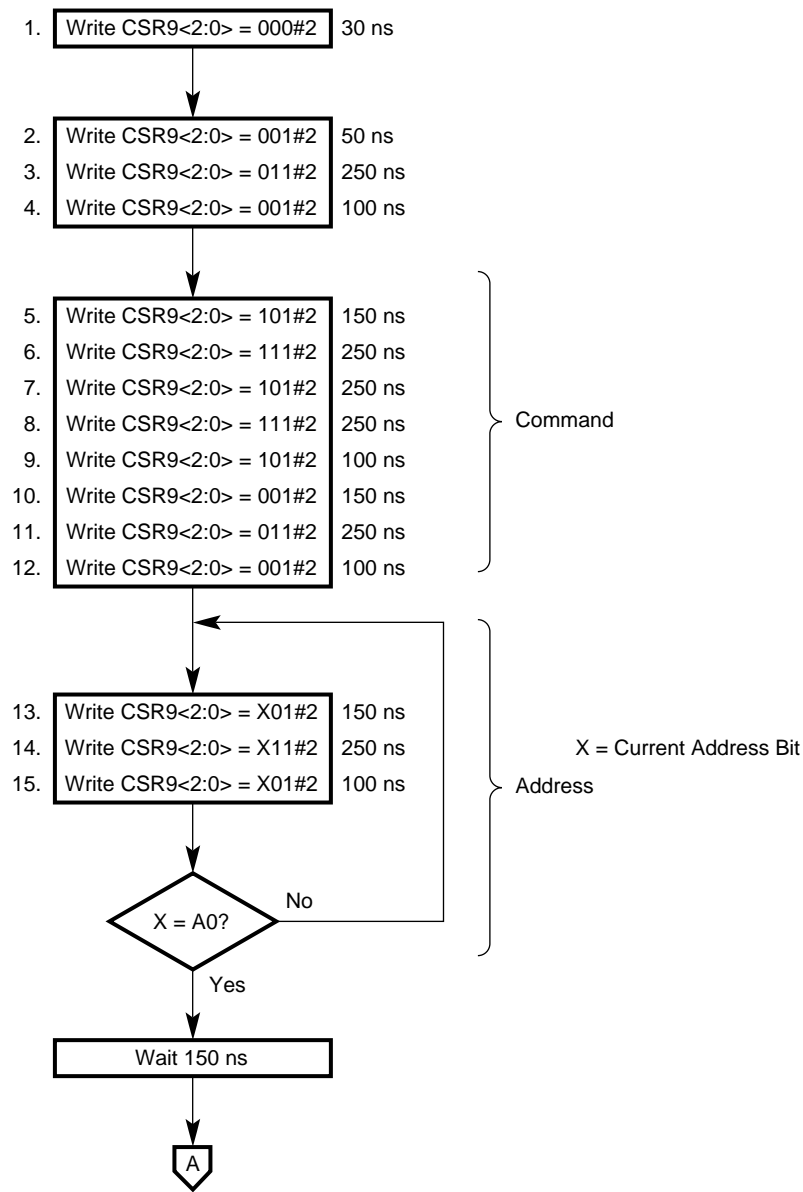 1. Write CSR9<2:0> = 000#2 30 ns
2. Write CSR9<2:0> = 001#2 50 ns
3. Write CSR9<2:0> = 011#2 250 ns
4. Write CSR9<2:0> = 001#2 100 ns
5. Write CSR9<2:0> = 101#2 150 ns
6. Write CSR9<2:0> = 111#2 250 ns
7. Write CSR9<2:0> = 101#2 250 ns
8. Write CSR9<2:0> = 111#2 250 ns
Command
9. Write CSR9<2:0> = 101#2 100 ns
10. Write CSR9<2:0> = 001#2 150 ns
11. Write CSR9<2:0> = 011#2 250 ns
12. Write CSR9<2:0> = 001#2 100 ns
13. Write CSR9<2:0> = X01#2 150 ns
14. Write CSR9<2:0> = X11#2 250 ns
X = Current Address Bit
15. Write CSR9<2:0> = X01#2 100 ns
Address
X = A0?
No
Yes
Wait 150 ns
A